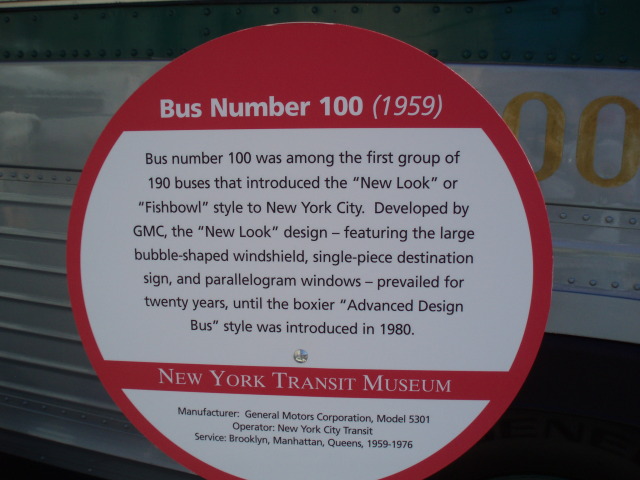 Bus Number 100 (1959)
Bus number 100 was among the first group of
190 buses that introduced the “New Look” or
“Fishbowl” style to New York City. Developed by
GMC, the “New Look” design – featuring the large
bubble-shaped windshield, single-piece destination
sign, and parallelogram windows – prevailed for
twenty years, until the boxier “Advanced Design
Bus” style was introduced in 1980.
NEW YORK TRANSIT MUSEUM
Manufacturer: General Motors Corporation, Model 5301
Operator: New York City Transit
Service: Brooklyn, Manhattan, Queens, 1959-1976
00